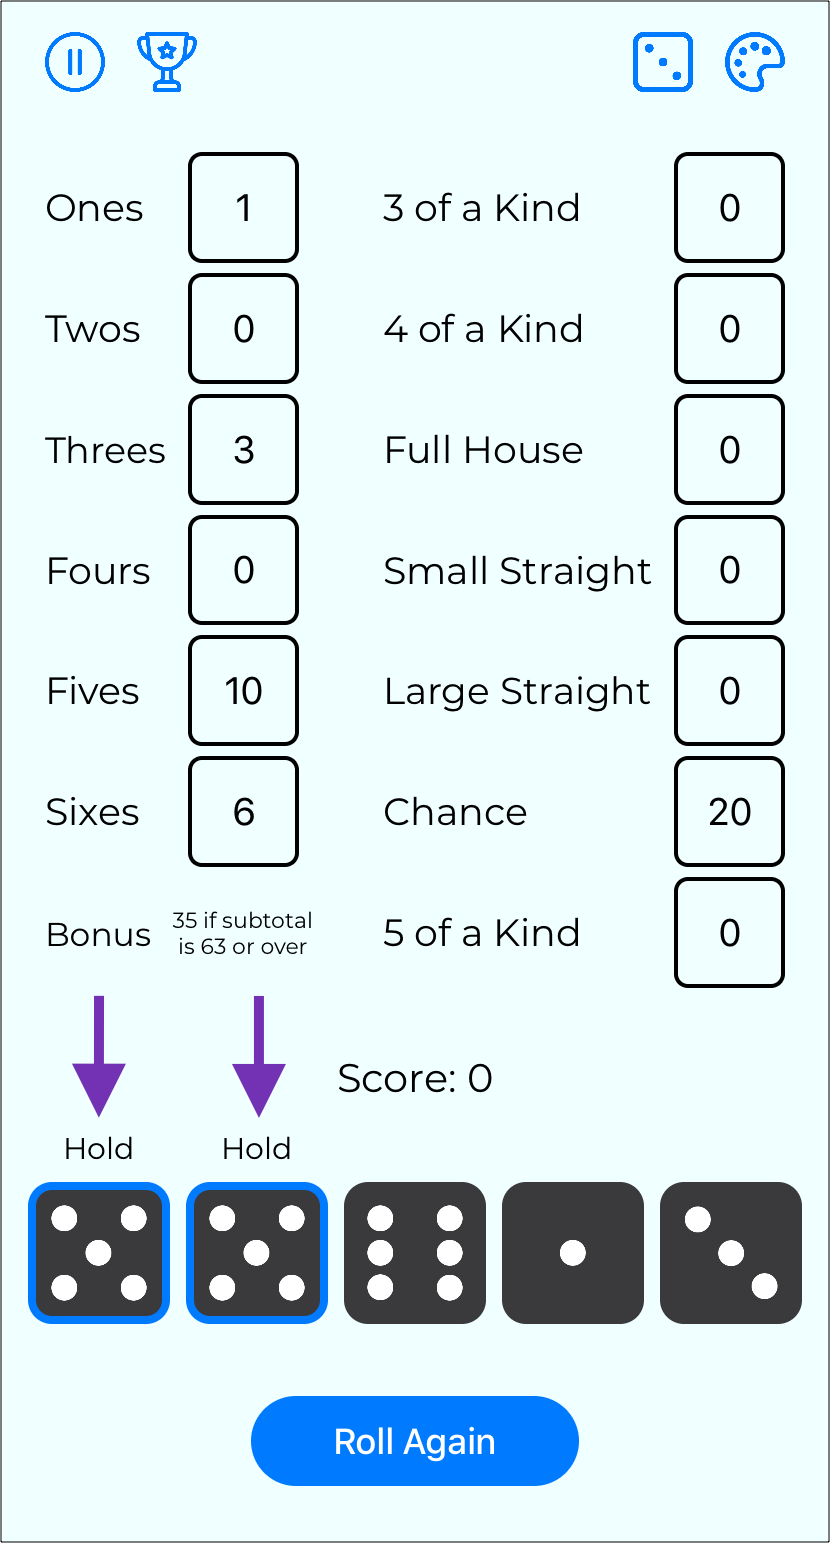 Ones 1 3 of a Kind 0
Twos 0 4 of a Kind 0
Threes 3 Full House 0
Fours 0 Small Straight 0
Fives 10 Large Straight 0
Sixes 6 Chance 20
Bonus 35 if subtotal
is 63 or over 5 of a Kind 0
Score: 0
Hold Hold
Roll Again